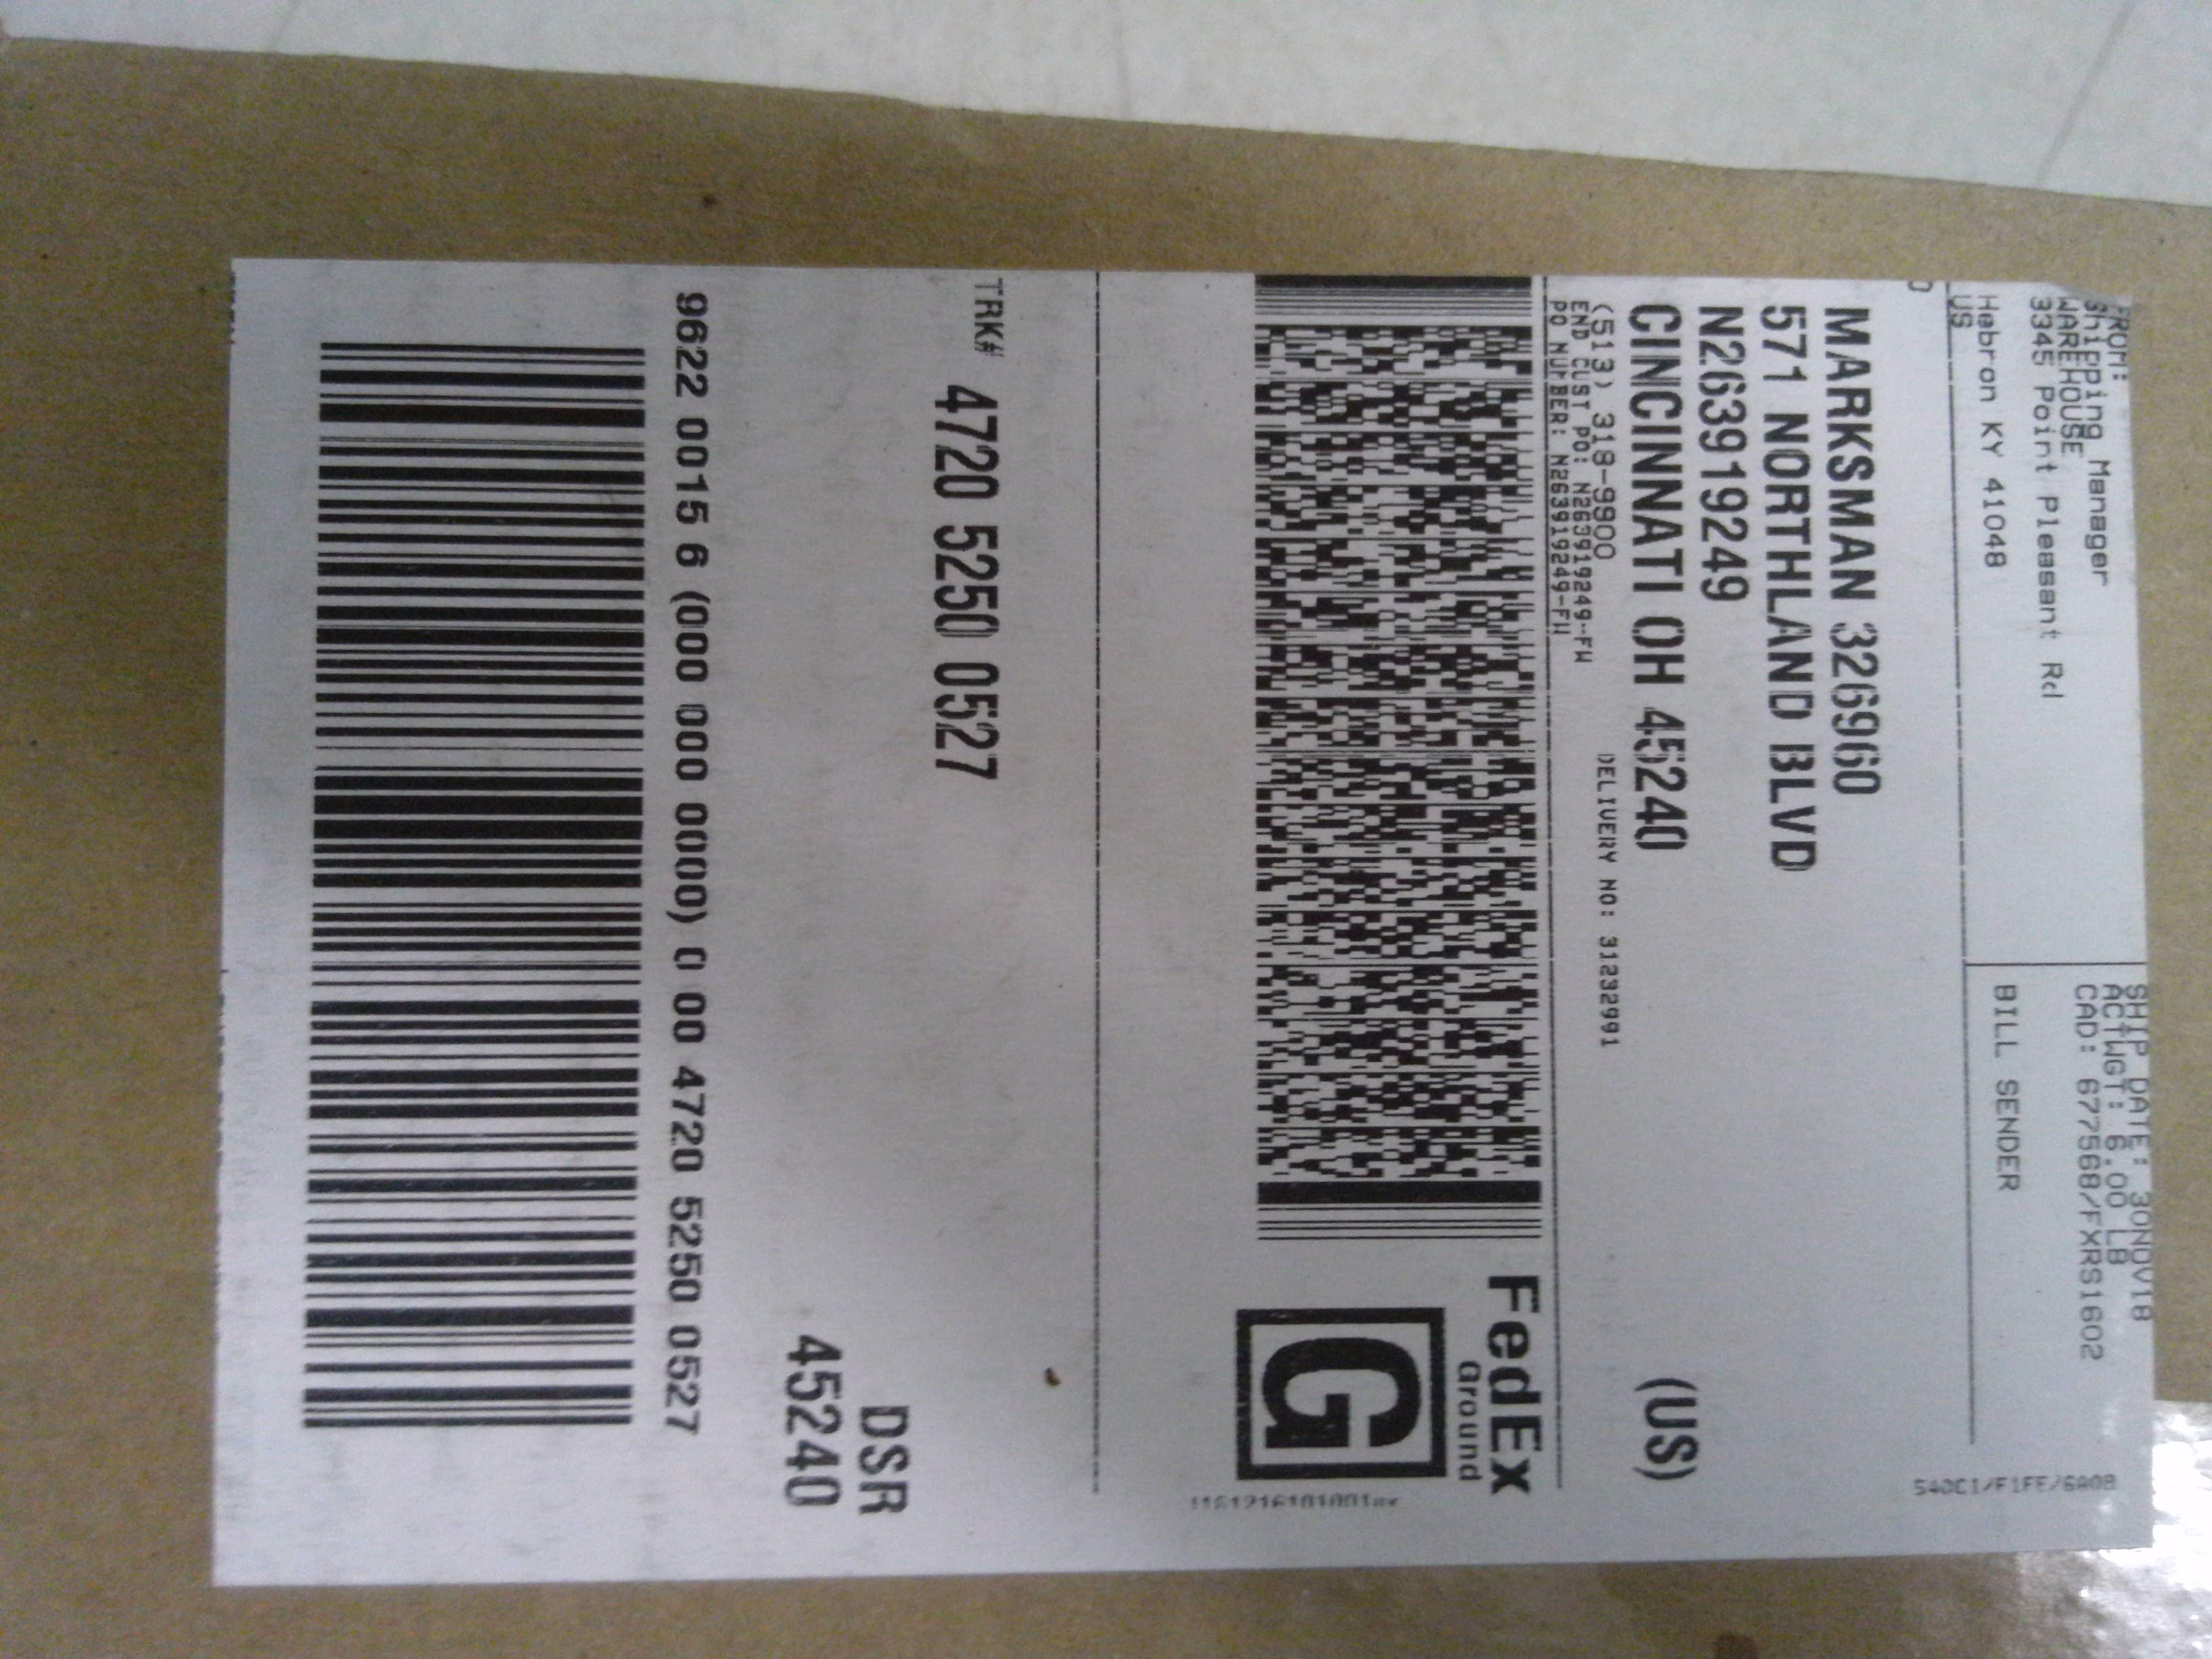 FROM:
Shipping Manager
WAREHOUSE
3345 Point Pleasant Rd
Hebron KY 41048
US
SHIP DATE: 30NOV18
ACTWGT: 6.00 LB
CAD: 677568/FXRS1602
BILL SENDER
MARKSMAN 326960
571 NORTHLAND BLVD
N263919249
CINCINNATI OH 45240
(US)
(513) 318-9900
DELIVERY NO: 31232991
END CUST PO: N263919249-FW
PO NUMBER: N263919249-FW
540C1/F1FE/6A0B
FedEx
Ground
G
TRK# 4720 5250 0527
DSR
45240
9622 0015 6 (000 000 0000) 0 00 4720 5250 0527